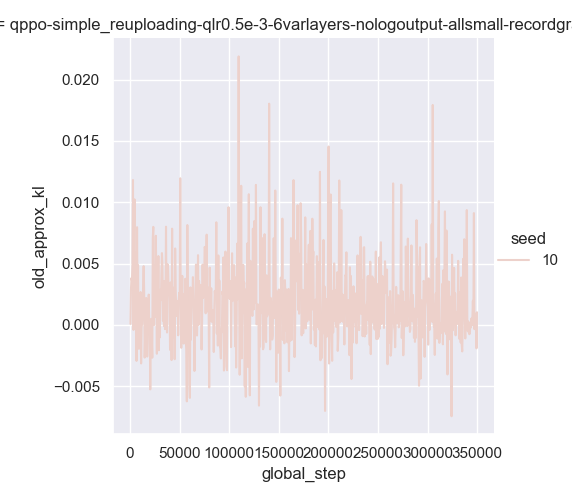 = qppo-simple_reuploading-qlr0.5e-3-6varlayers-nologoutput-allsmall-recordgr
0.020
0.015
0.010
0.005
0.000
−0.005
old_approx_kl
seed
10
0 50000 100000 150000 200000 250000 300000 350000
global_step